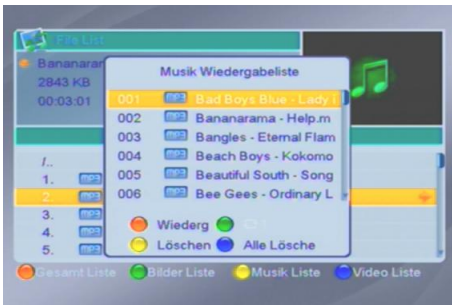 File List
Bananarar
2843 KB
00:03:01
Musik Wiedergabeliste
001 mp3 Bad Boys Blue - Lady I
002 mp3 Bananarama - Help.m
003 mp3 Bangles - Eternal Flam
004 mp3 Beach Boys - Kokomo
005 mp3 Beautiful South - Song
006 mp3 Bee Gees - Ordinary L
/..
1. mp3
2. mp3
3. mp3
4. mp3
5. mp3
Wiederg
Löschen Alle Lösche
Gesamt Liste Bilder Liste Musik Liste Video Liste